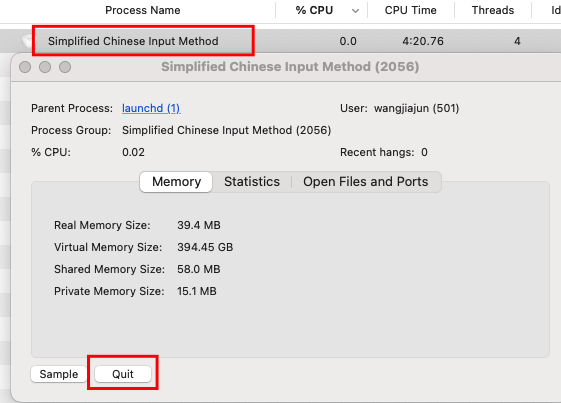 Process Name % CPU CPU Time Threads Id
Simplified Chinese Input Method 0.0 4:20.76 4
Simplified Chinese Input Method (2056)
Parent Process: launchd (1) User: wangjiajun (501)
Process Group: Simplified Chinese Input Method (2056)
% CPU: 0.02 Recent hangs: 0
Memory Statistics Open Files and Ports
Real Memory Size: 39.4 MB
Virtual Memory Size: 394.45 GB
Shared Memory Size: 58.0 MB
Private Memory Size: 15.1 MB
Sample Quit